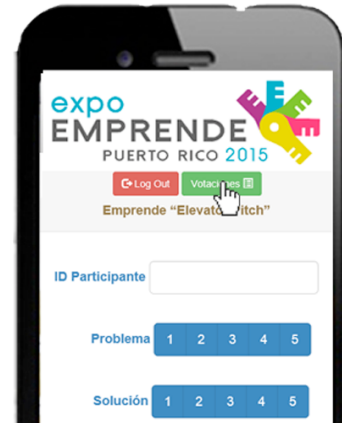 expo
EMPRENDE
PUERTO RICO 2015
Log Out Votaciones
Emprende “Elevator Pitch”
ID Participante
Problema 1 2 3 4 5
Solución 1 2 3 4 5